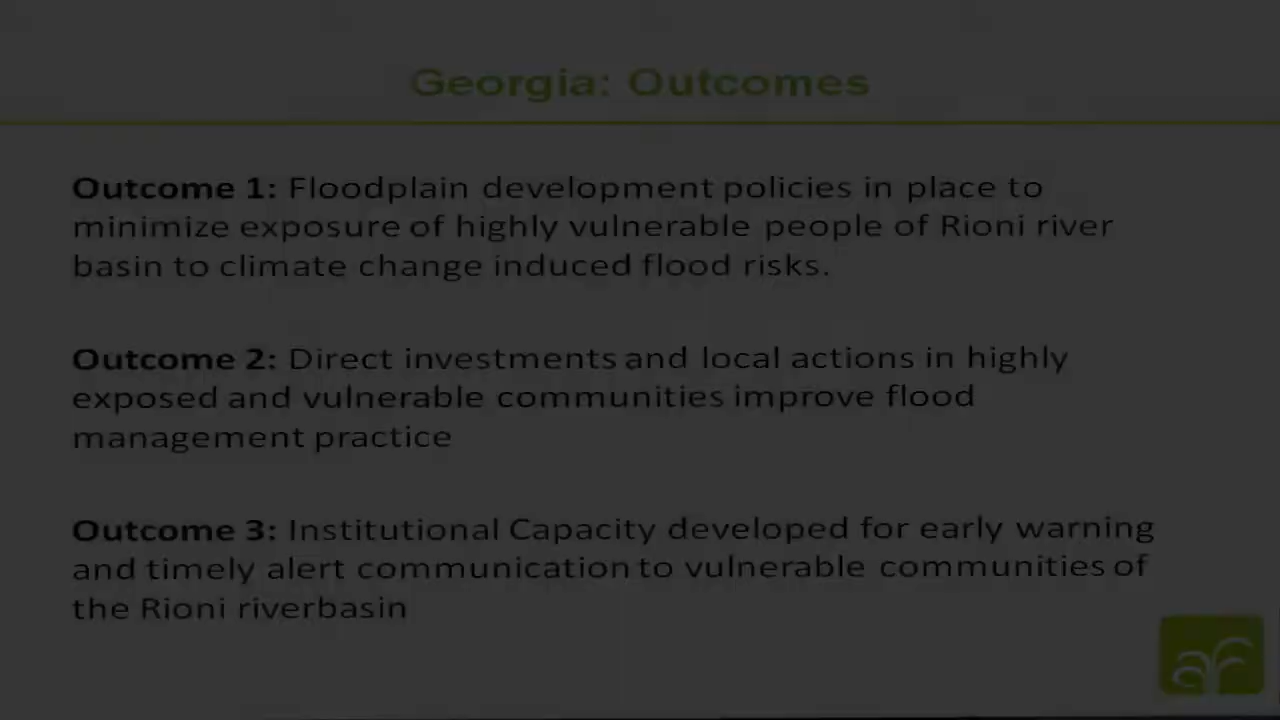 Georgia: Outcomes
Outcome 1: Floodplain development policies in place to
minimize exposure of highly vulnerable people of Rioni river
basin to climate change induced flood risks.
Outcome 2: Direct investments and local actions in highly
exposed and vulnerable communities improve flood
management practice
Outcome 3: Institutional Capacity developed for early warning
and timely alert communication to vulnerable communities of
the Rioni riverbasin
af